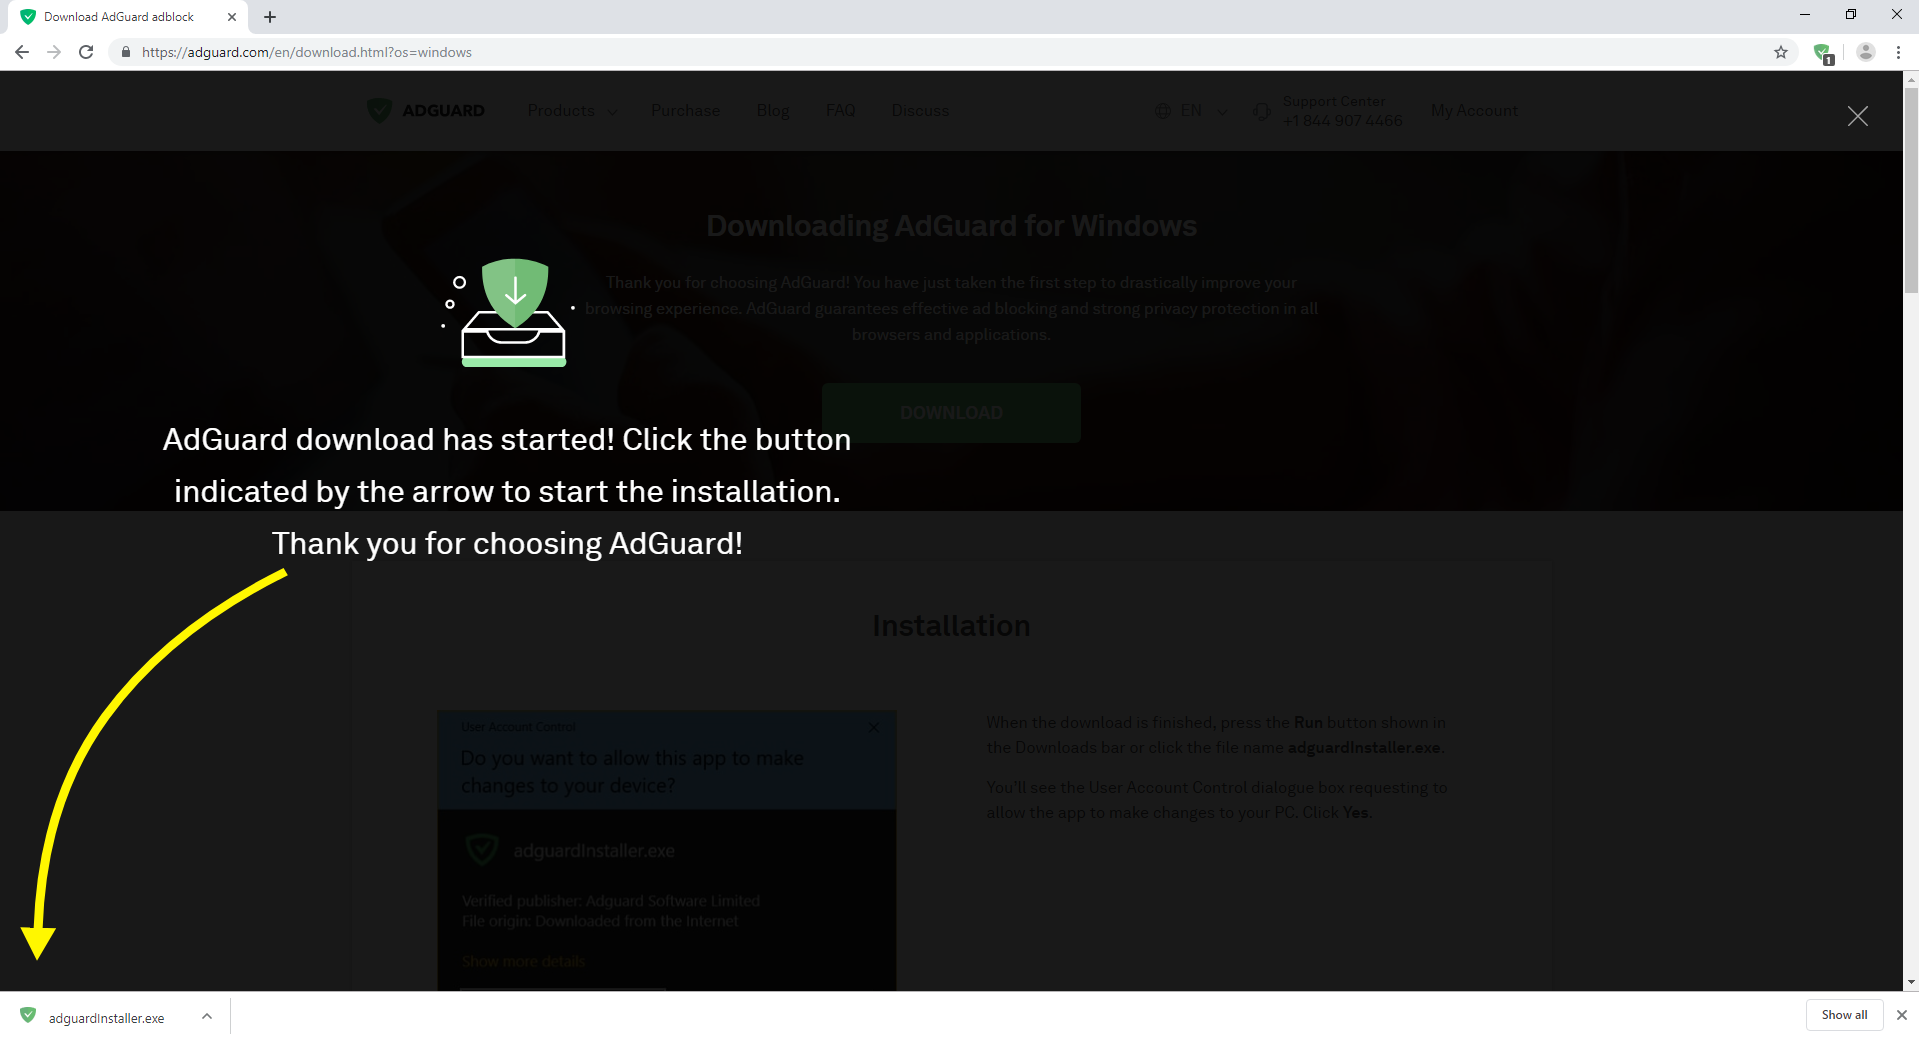 Download AdGuard adblock
https://adguard.com/en/download.html?os=windows
1
ADGUARD
Products
Purchase
Blog
FAQ
Discuss
EN
Support Center
+1 844 907 4466
My Account
Downloading AdGuard for Windows
Thank you for choosing AdGuard! You have just taken the first step to drastically improve your
browsing experience. AdGuard guarantees effective ad blocking and strong privacy protection in all
browsers and applications.
DOWNLOAD
AdGuard download has started! Click the button
indicated by the arrow to start the installation.
Thank you for choosing AdGuard!
Installation
User Account Control
Do you want to allow this app to make
changes to your device?
adguardInstaller.exe
Verified publisher: Adguard Software Limited
File origin: Downloaded from the Internet
Show more details
When the download is finished, press the Run button shown in
the Downloads bar or click the file name adguardInstaller.exe.
You'll see the User Account Control dialogue box requesting to
allow the app to make changes to your PC. Click Yes.
adguardInstaller.exe
Show all